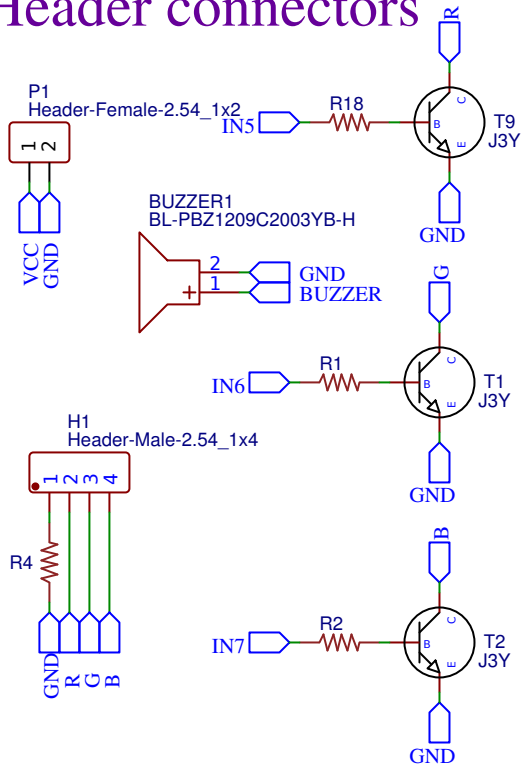 Header connectors
P1
Header-Female-2.54_1x2
1
2
VCC
GND
R
IN5
R18
B
C
E
T9
J3Y
GND
BUZZER1
BL-PBZ1209C2003YB-H
2
GND
+
1
BUZZER
G
IN6
R1
B
C
E
T1
J3Y
GND
H1
Header-Male-2.54_1x4
1
2
3
4
R4
GND
R
G
B
B
IN7
R2
B
C
E
T2
J3Y
GND